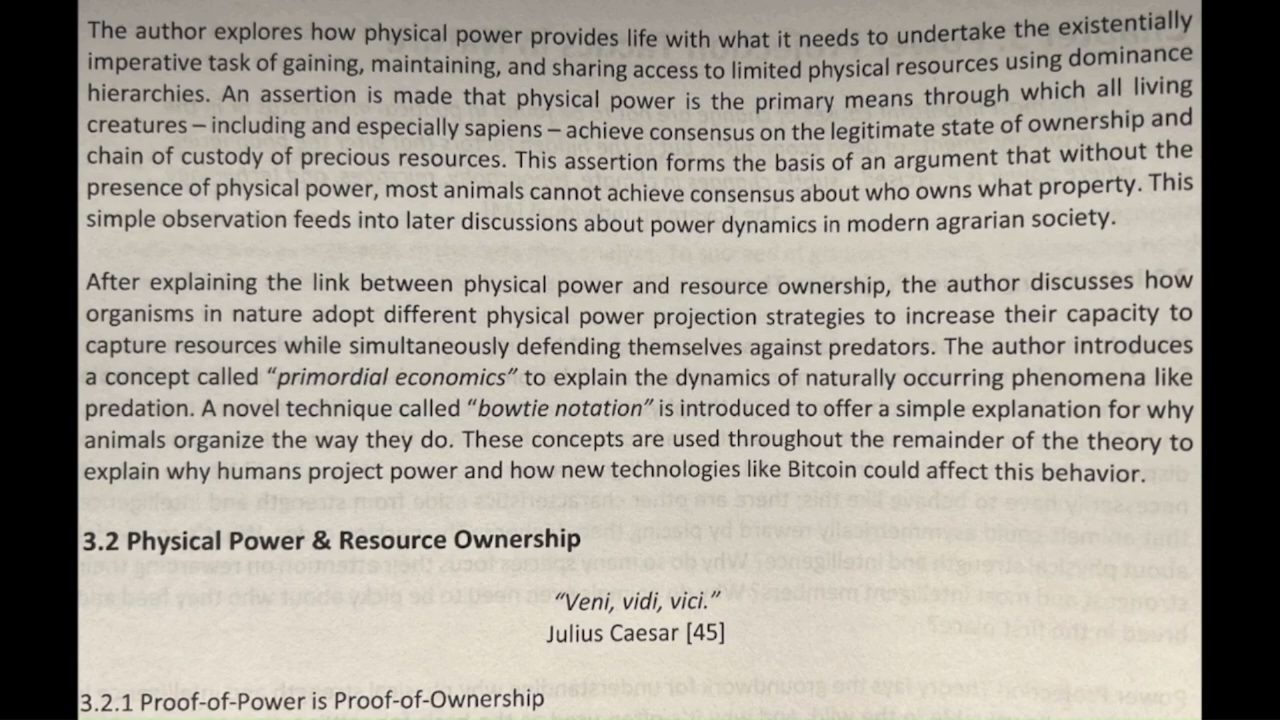 The author explores how physical power provides life with what it needs to undertake the existentially
imperative task of gaining, maintaining, and sharing access to limited physical resources using dominance
hierarchies. An assertion is made that physical power is the primary means through which all living
creatures – including and especially sapiens – achieve consensus on the legitimate state of ownership and
chain of custody of precious resources. This assertion forms the basis of an argument that without the
presence of physical power, most animals cannot achieve consensus about who owns what property. This
simple observation feeds into later discussions about power dynamics in modern agrarian society.
After explaining the link between physical power and resource ownership, the author discusses how
organisms in nature adopt different physical power projection strategies to increase their capacity to
capture resources while simultaneously defending themselves against predators. The author introduces
a concept called “primordial economics” to explain the dynamics of naturally occurring phenomena like
predation. A novel technique called “bowtie notation” is introduced to offer a simple explanation for why
animals organize the way they do. These concepts are used throughout the remainder of the theory to
explain why humans project power and how new technologies like Bitcoin could affect this behavior.
3.2 Physical Power & Resource Ownership
“Veni, vidi, vici.”
Julius Caesar [45]
3.2.1 Proof-of-Power is Proof-of-Ownership